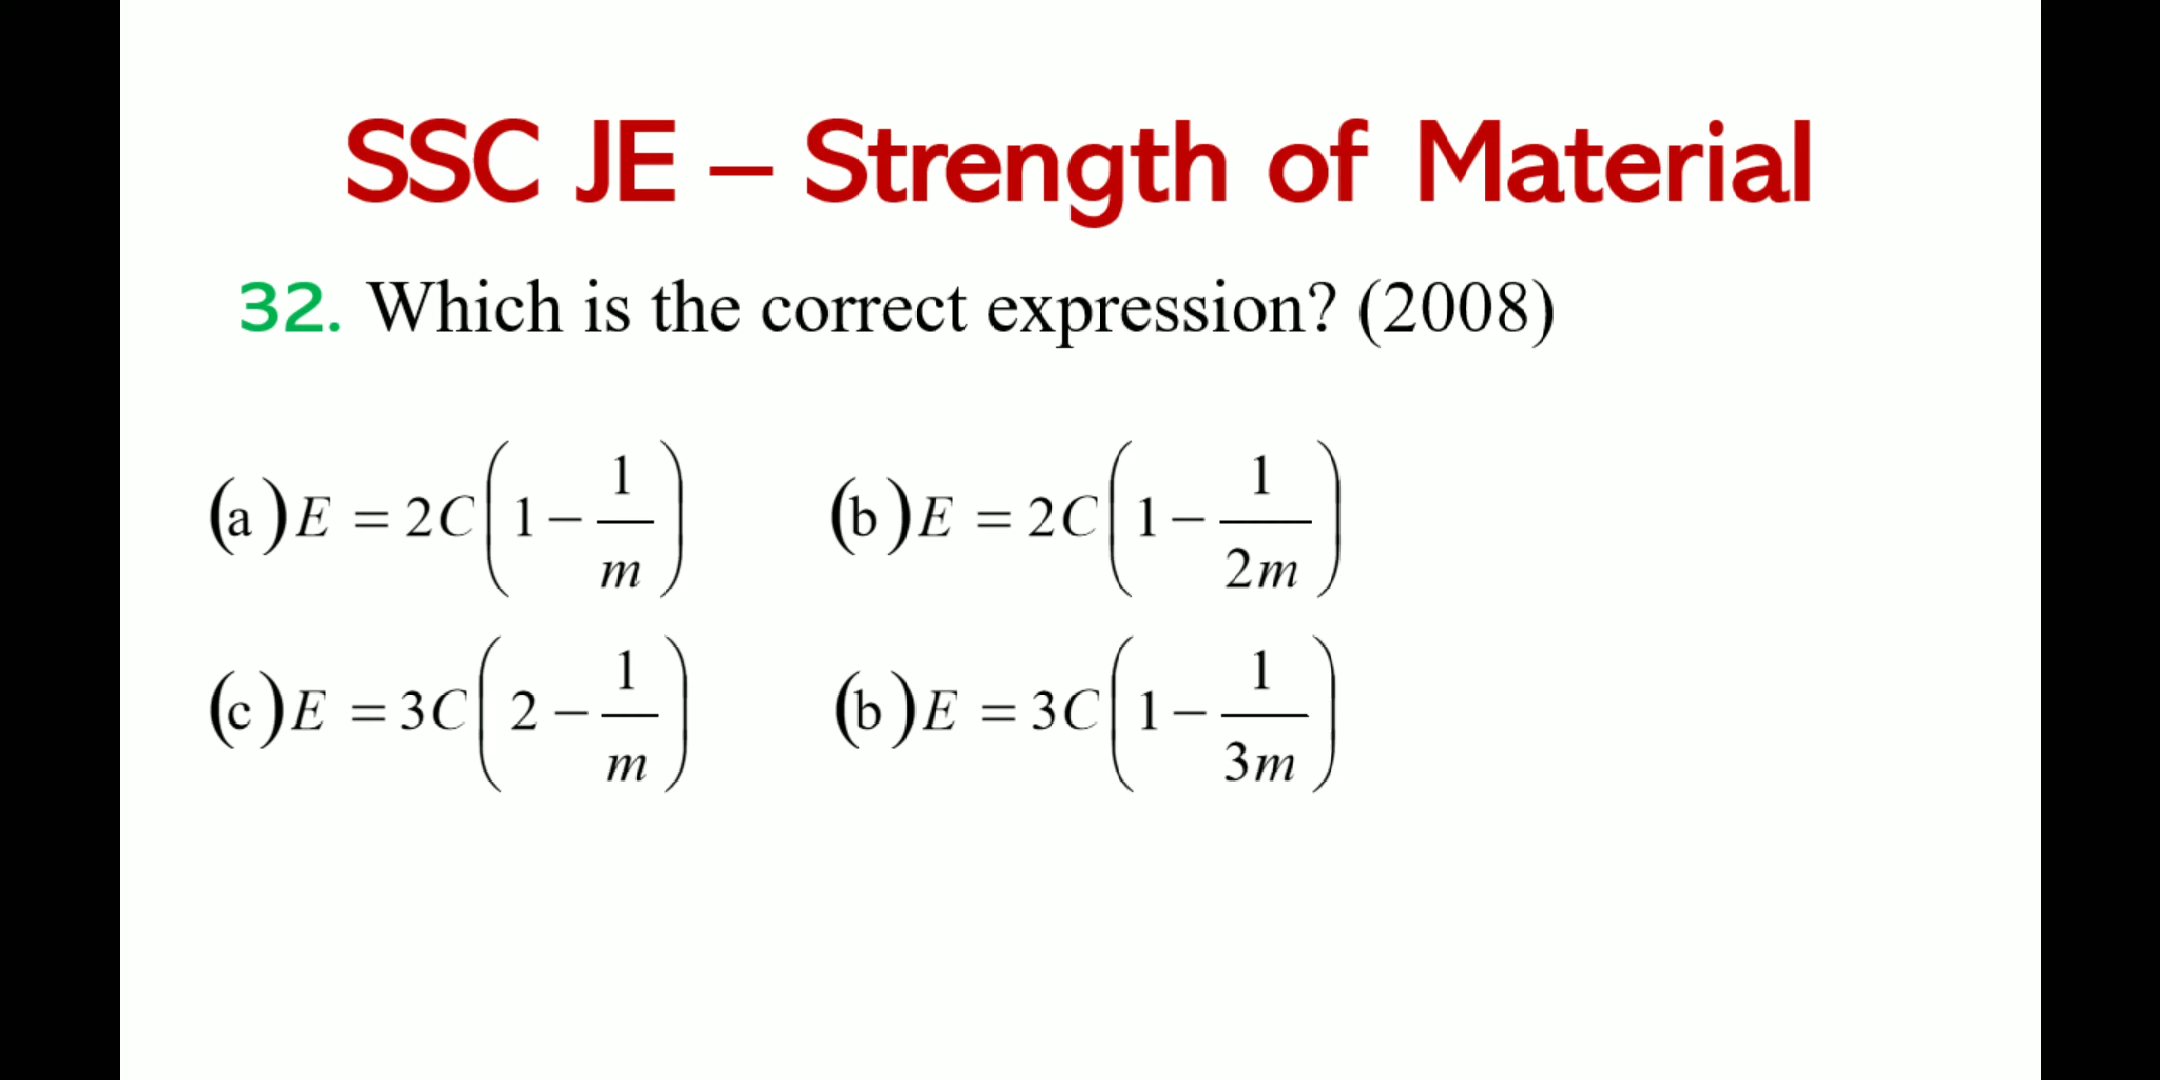 SSC JE – Strength of Material
32. Which is the correct expression? (2008)
(a) E = 2C(1 − 1/m) (b) E = 2C(1 − 1/2m)
(c) E = 3C(2 − 1/m) (b) E = 3C(1 − 1/3m)